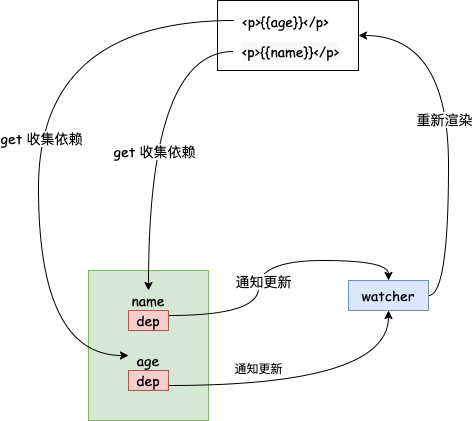 <p>{{age}}</p>
<p>{{name}}</p>
重新渲染
get 收集依赖
get 收集依赖
通知更新
name
dep
watcher
age
dep
通知更新